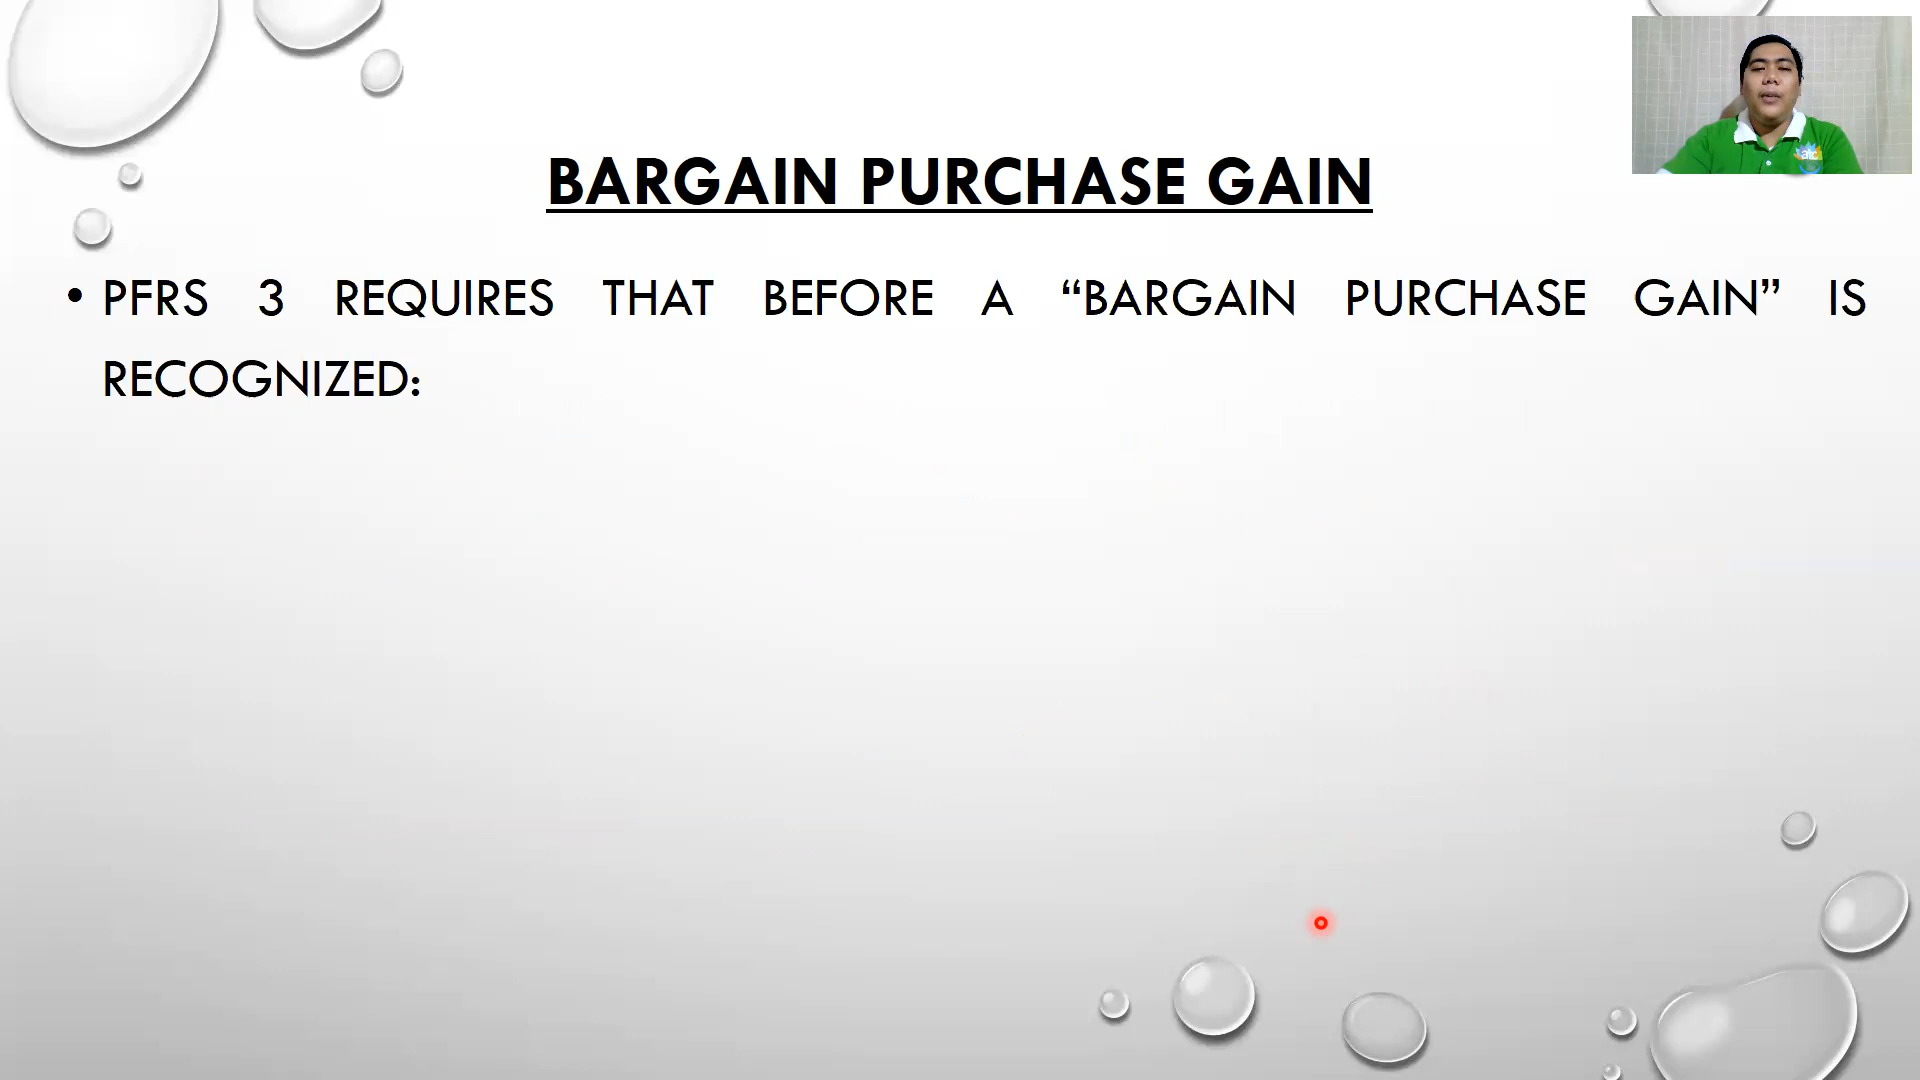 BARGAIN PURCHASE GAIN
• PFRS 3 REQUIRES THAT BEFORE A “BARGAIN PURCHASE GAIN” IS
RECOGNIZED: